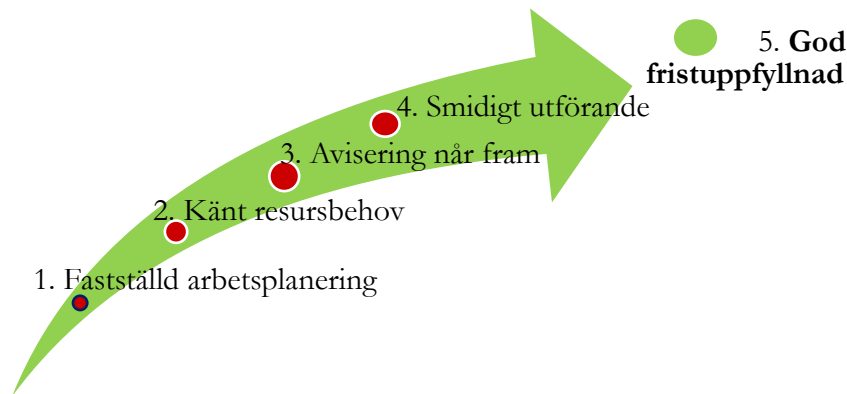 1. Fastställd arbetsplanering
2. Känt resursbehov
3. Avisering når fram
4. Smidigt utförande
5. God
fristuppfyllnad